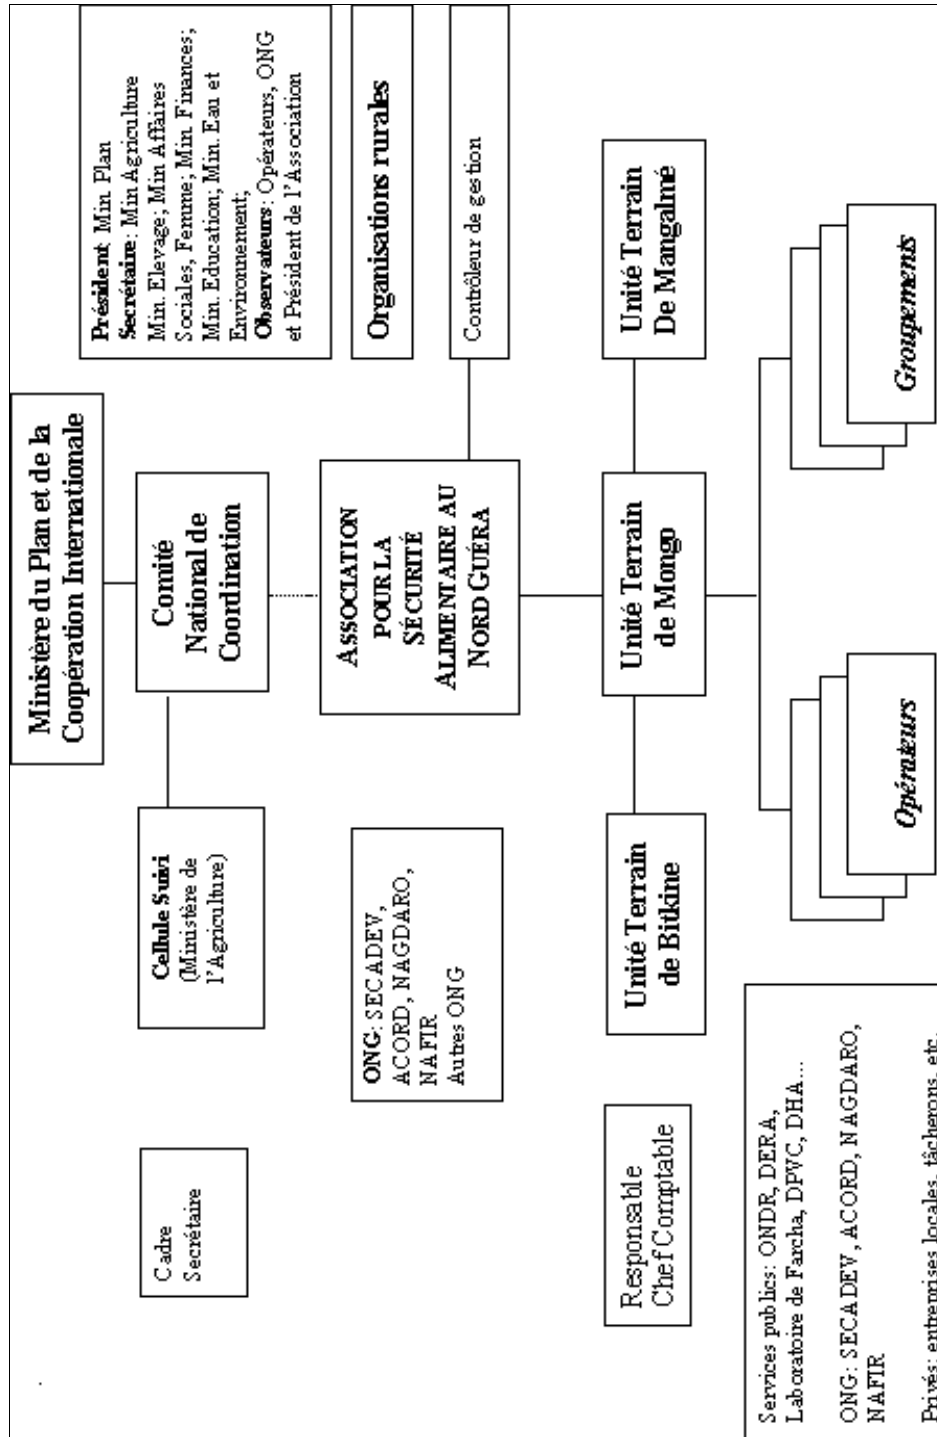 Ministère du Plan et de la
Coopération Internationale
Président: Min. Plan
Secrétaire: Min Agriculture
Min. Elevage; Min Affaires
Sociales, Femme; Min. Finances;
Min. Education; Min. Eau et
Environnement;
Observateurs: Opérateurs, ONG
et Président de l'Association
Cadre
Secrétaire
Cellule Suivi
(Ministère de
l'Agriculture)
Comité
National de
Coordination
ONG: SECADEV,
ACORD, NAGDARO,
NAFIR
Autres ONG
ASSOCIATION
POUR LA
SÉCURITÉ
ALIMENTAIRE AU
NORD GUÉRA
Organisations rurales
Contrôleur de gestion
Responsable
Chef Comptable
Unité Terrain
de Bitkine
Unité Terrain
de Mongo
Unité Terrain
De Mangalmé
Services publics: ONDR, DERA,
Laboratoire de Farcha, DPVC, DHA...
ONG: SECADEV, ACORD, NAGDARO,
NAFIR
Privés: entreprises locales, tâcherons, etc.
Opérateurs
Groupements